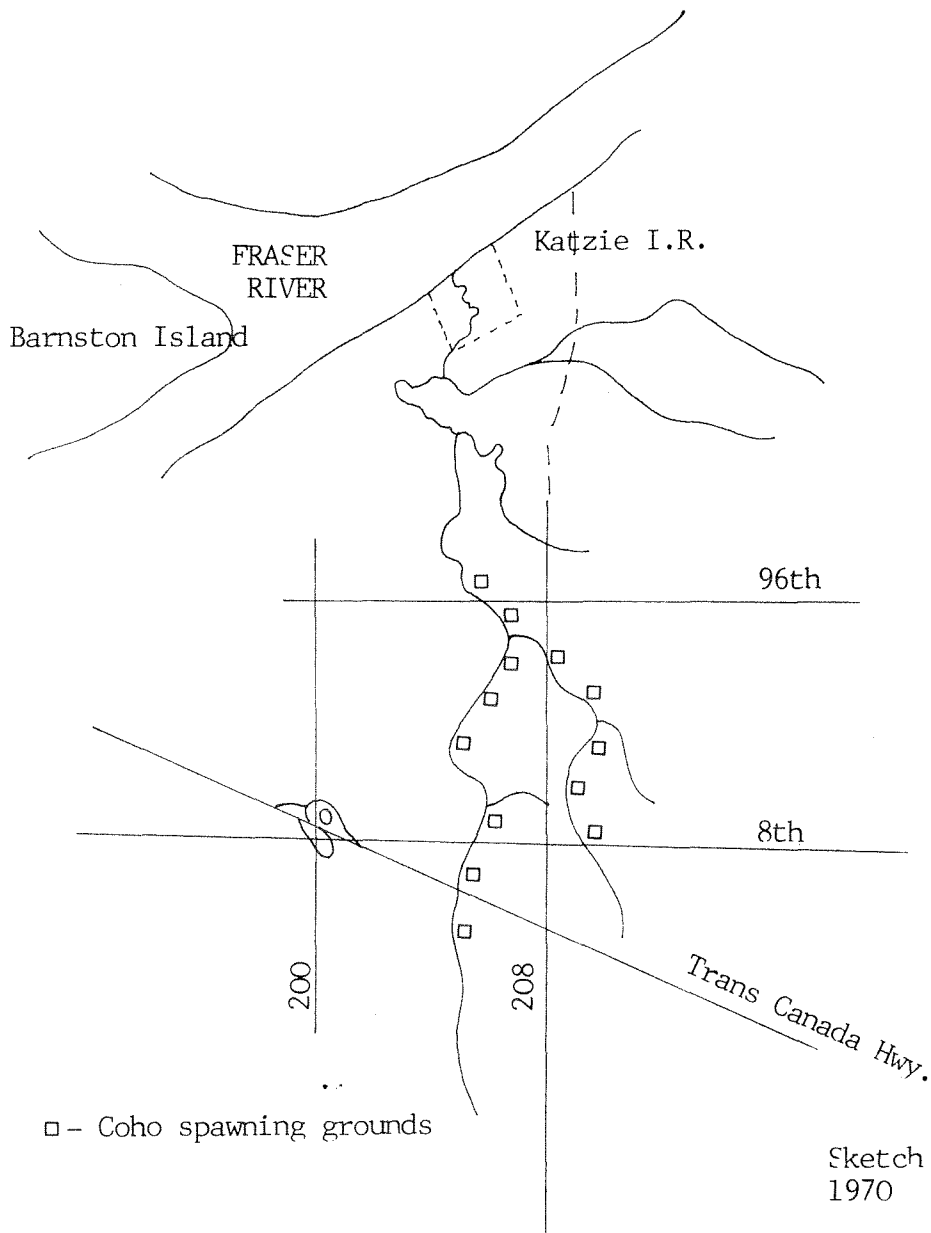 FRASER
RIVER
Katzie I.R.
Barnston Island
96th
8th
200
208
Trans Canada Hwy.
□ - Coho spawning grounds
Sketch
1970